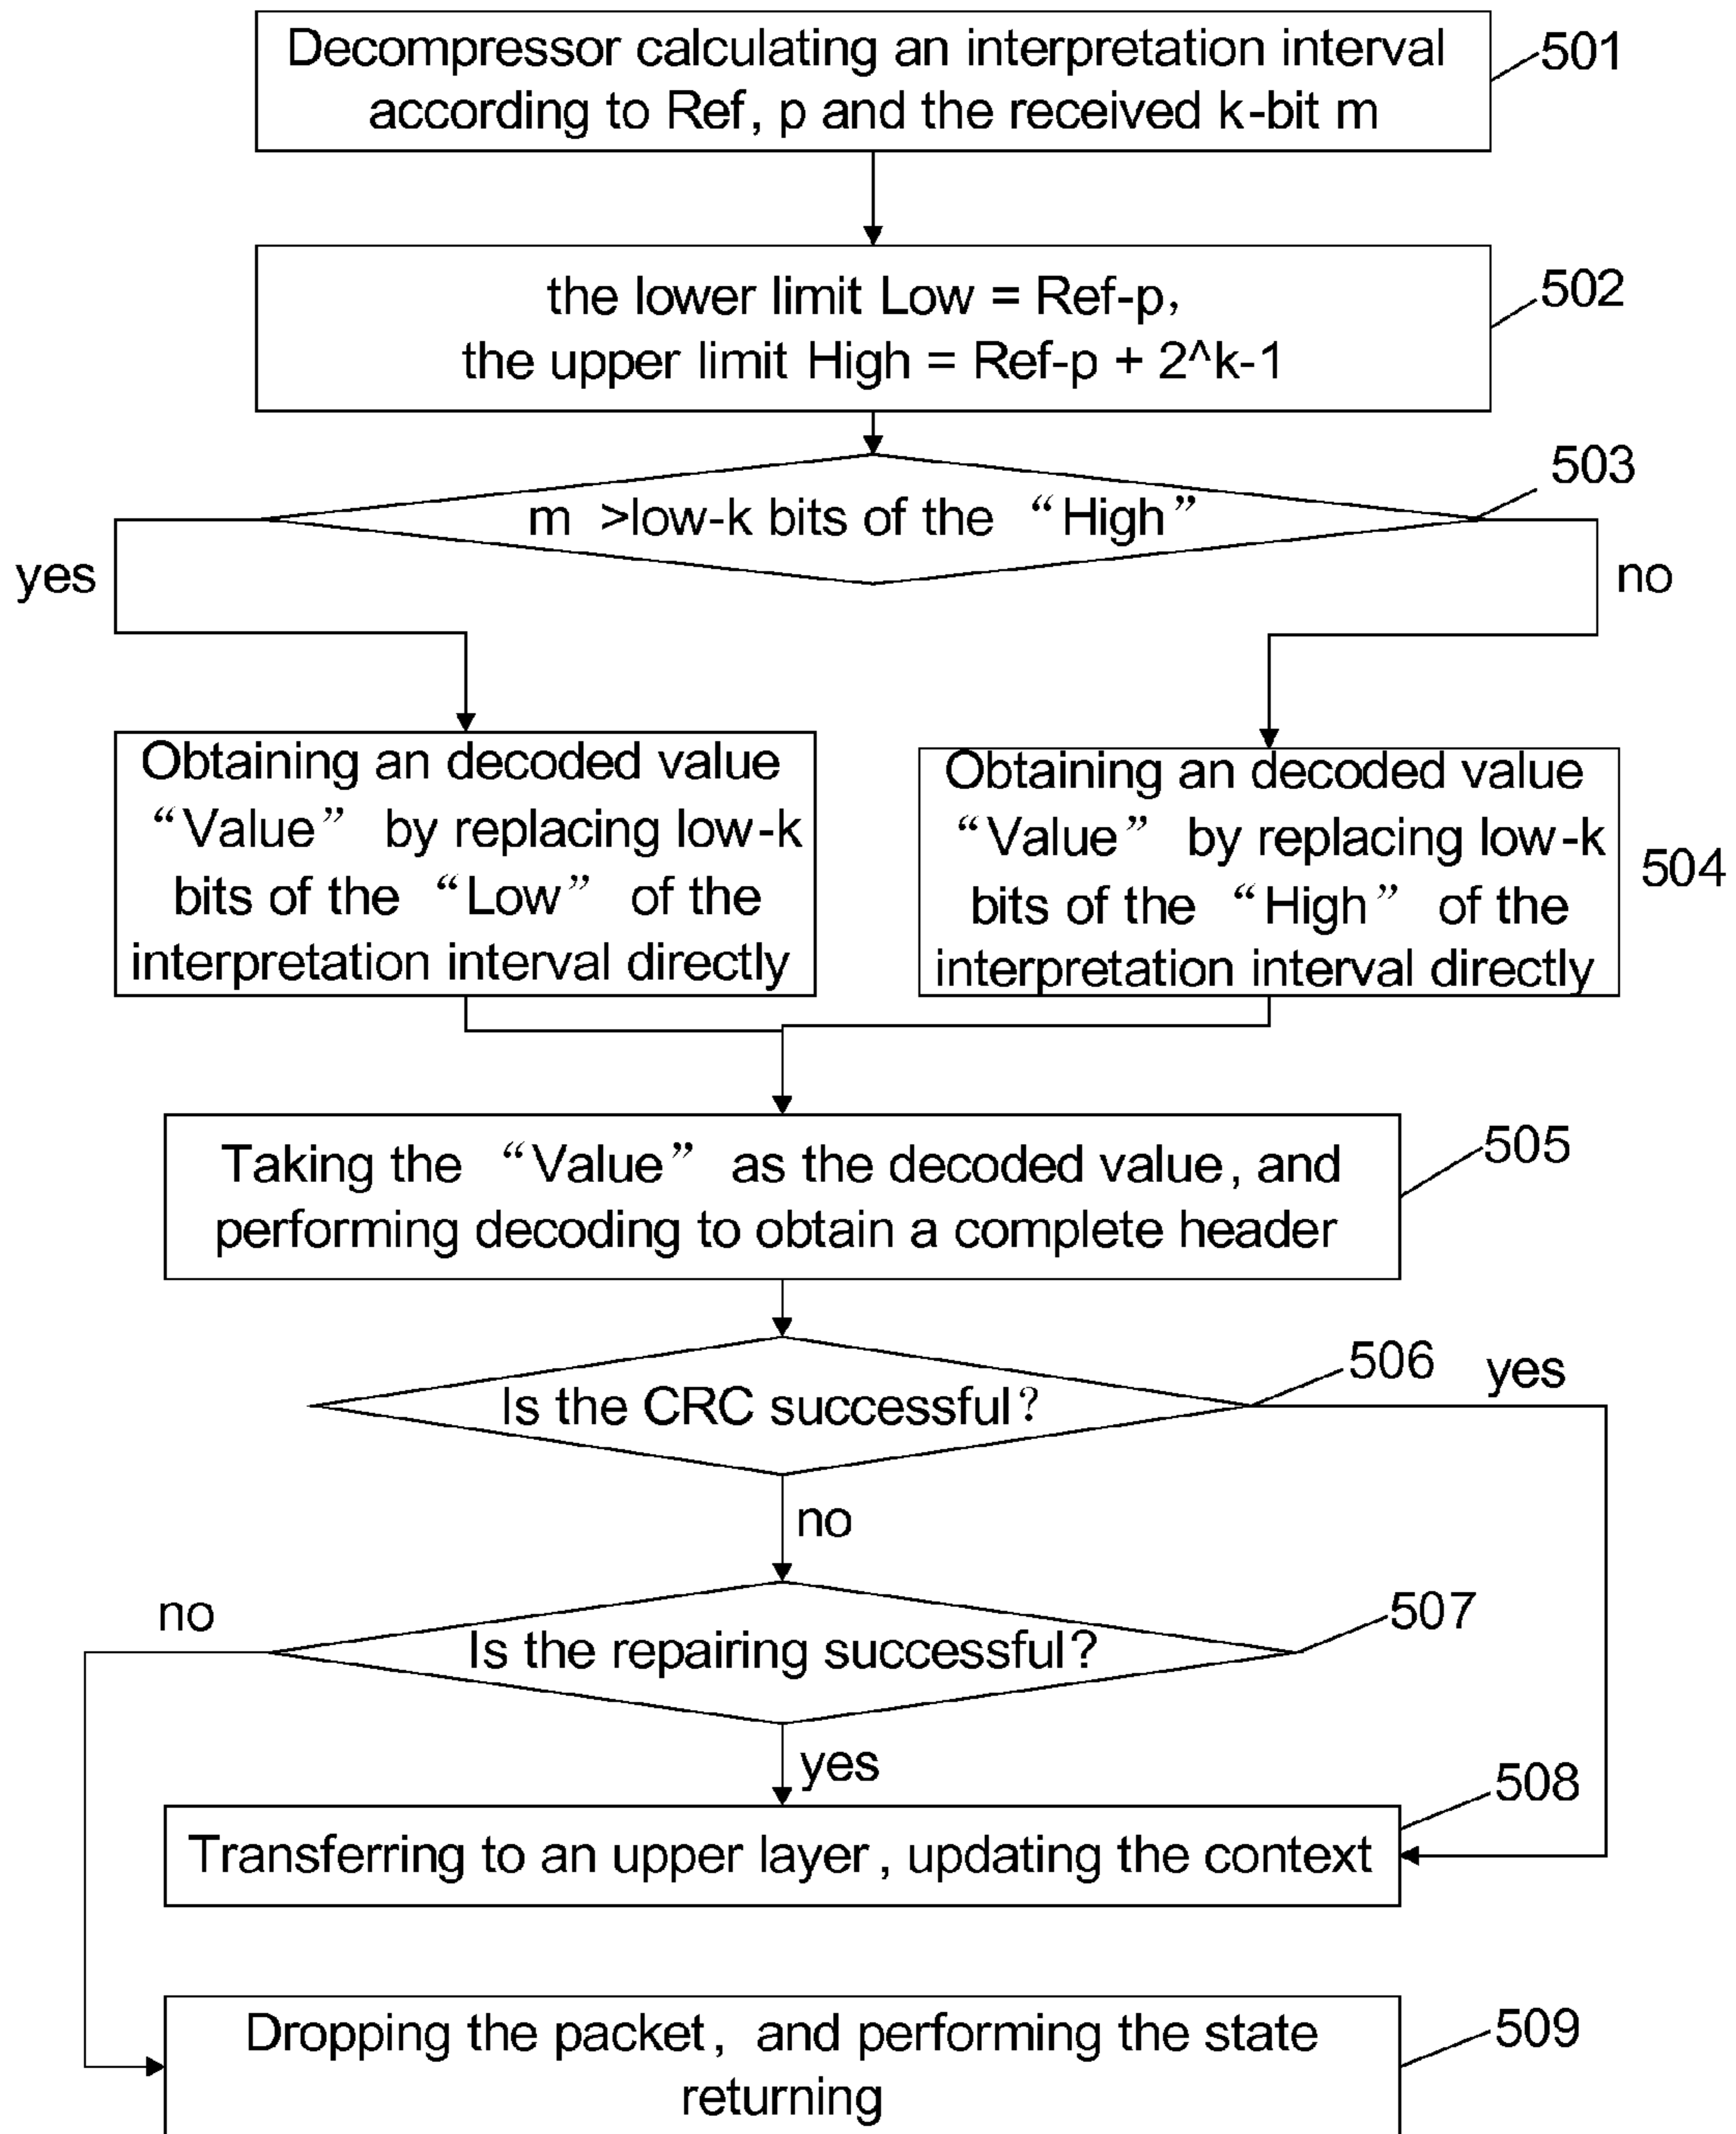 Decompressor calculating an interpretation interval
according to Ref, p and the received k-bit m
501
the lower limit Low = Ref-p,
the upper limit High = Ref-p + 2^k-1
502
m >low-k bits of the “High”
503
yes
no
Obtaining an decoded value
“Value” by replacing low-k
bits of the “Low” of the
interpretation interval directly
Obtaining an decoded value
“Value” by replacing low-k
bits of the “High” of the
interpretation interval directly
504
Taking the “Value” as the decoded value, and
performing decoding to obtain a complete header
505
Is the CRC successful?
506
yes
no
Is the repairing successful?
507
no
yes
Transferring to an upper layer, updating the context
508
Dropping the packet, and performing the state
returning
509